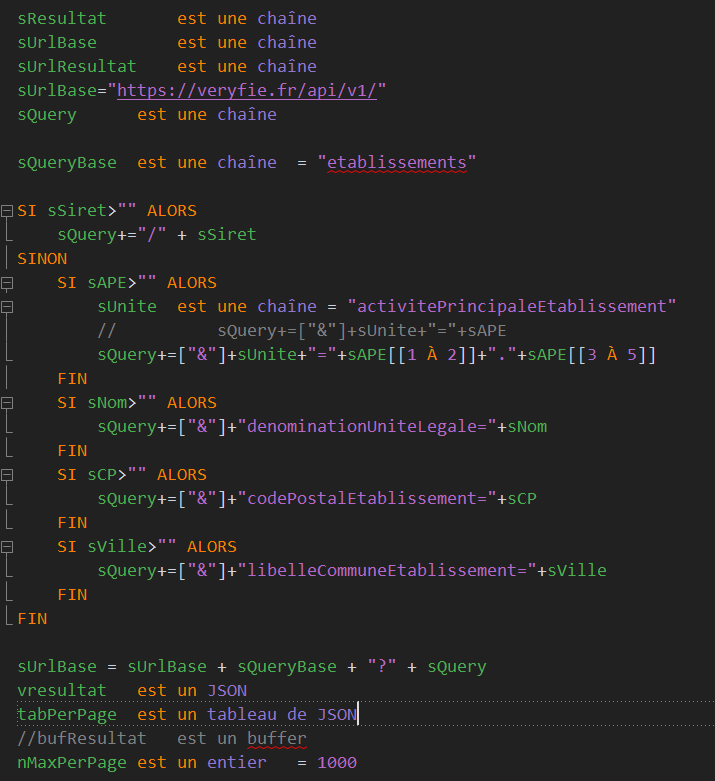 sResultat est une chaîne
sUrlBase est une chaîne
sUrlResultat est une chaîne
sUrlBase="https://veryfie.fr/api/v1/"
sQuery est une chaîne
sQueryBase est une chaîne = "etablissements"
SI sSiret>"" ALORS
sQuery+="/" + sSiret
SINON
SI sAPE>"" ALORS
sUnite est une chaîne = "activitePrincipaleEtablissement"
// sQuery+=["&"]+sUnite+"="+sAPE
sQuery+=["&"]+sUnite+"="+sAPE[[1 À 2]]+"."+sAPE[[3 À 5]]
FIN
SI sNom>"" ALORS
sQuery+=["&"]+"denominationUniteLegale="+sNom
FIN
SI sCP>"" ALORS
sQuery+=["&"]+"codePostalEtablissement="+sCP
FIN
SI sVille>"" ALORS
sQuery+=["&"]+"libelleCommuneEtablissement="+sVille
FIN
FIN
sUrlBase = sUrlBase + sQueryBase + "?" + sQuery
vresultat est un JSON
tabPerPage est un tableau de JSON
//bufResultat est un buffer
nMaxPerPage est un entier = 1000